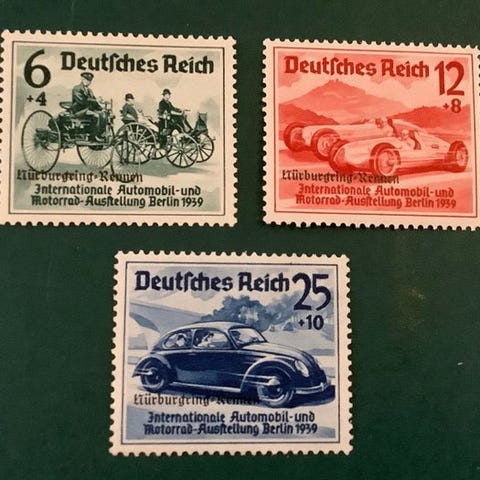 6 Deutsches Reich
+4
Nürburgring-Rennen
Internationale Automobil-und
Motorrad-Ausstellung Berlin 1939
Deutsches Reich 12
+8
Nürburgring-Rennen
Internationale Automobil-und
Motorrad-Ausstellung Berlin 1939
Deutsches Reich 25
+10
Nürburgring-Rennen
Internationale Automobil-und
Motorrad-Ausstellung Berlin 1939